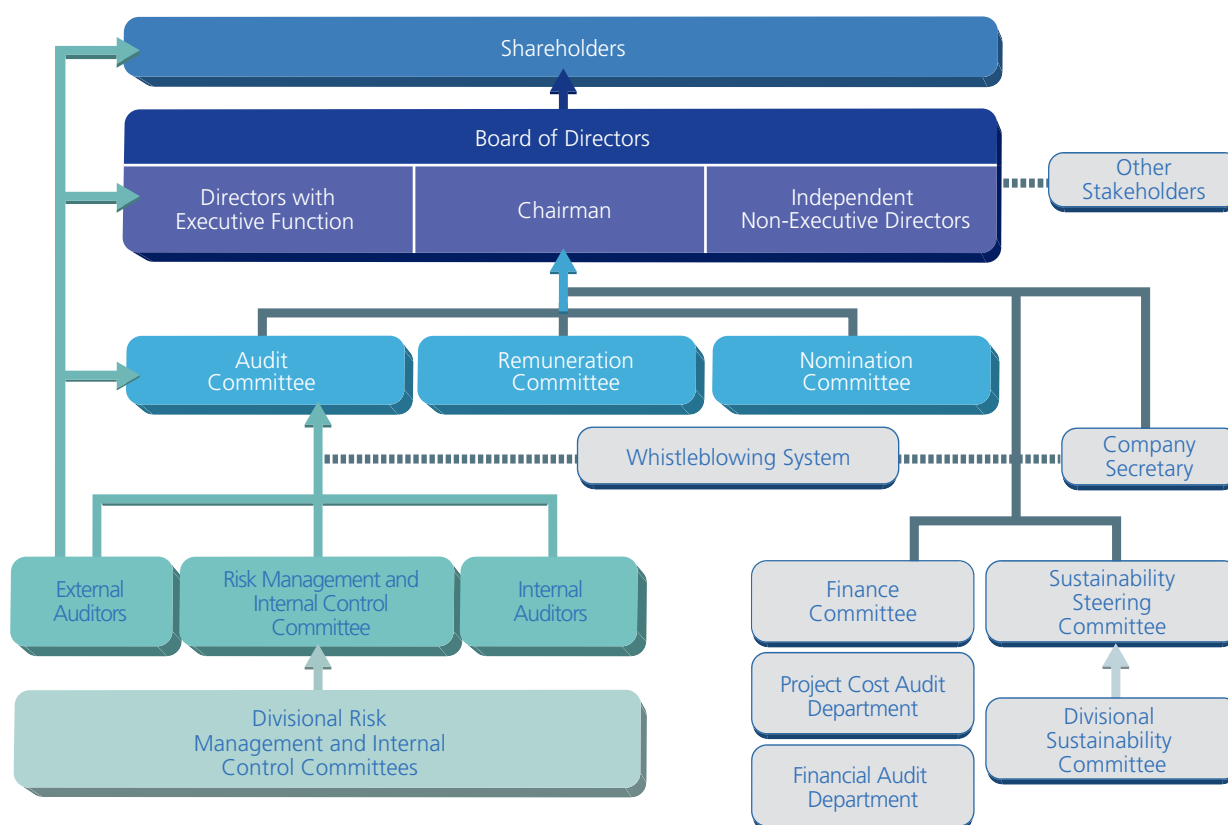 Shareholders
Board of Directors
Directors with
Executive Function
Chairman
Independent
Non-Executive Directors
Other
Stakeholders
Audit
Committee
Remuneration
Committee
Nomination
Committee
Whistleblowing System
Company
Secretary
External
Auditors
Risk Management and
Internal Control
Committee
Internal
Auditors
Finance
Committee
Sustainability
Steering
Committee
Divisional Risk
Management and Internal
Control Committees
Project Cost Audit
Department
Divisional
Sustainability
Committee
Financial Audit
Department